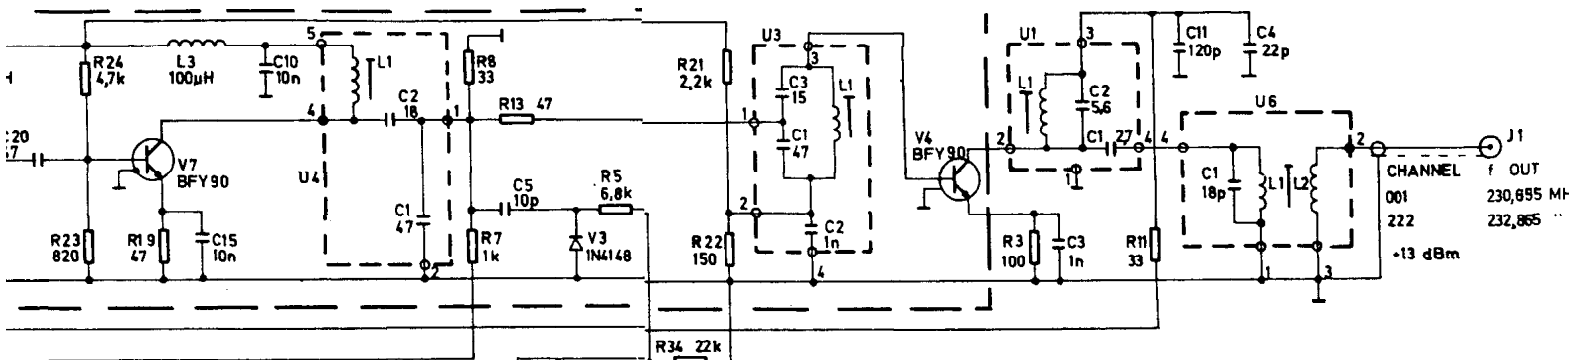 R24
4,7k
L3
100µH
C10
10n
5
L1
4
C2
18
1
R8
33
R13 47
R21
2,2k
U3
3
C3
15
L1
1
C1
47
2
C2
1n
4
V7
BFY90
U4
C1
47
2
R23
820
R19
47
C15
10n
C5
10p
R5
6,8k
R7
1k
V3
1N4148
R22
150
V4
BFY90
U1
3
L1
C2
5,6
2
C1
27
4
1
C11
120p
C4
22p
R3
100
C3
1n
R11
33
U6
4
C1
18p
L1
L2
2
1
3
J1
CHANNEL
f OUT
001
230,655 MH
222
232,865 "
+13 dBm
R34 22k